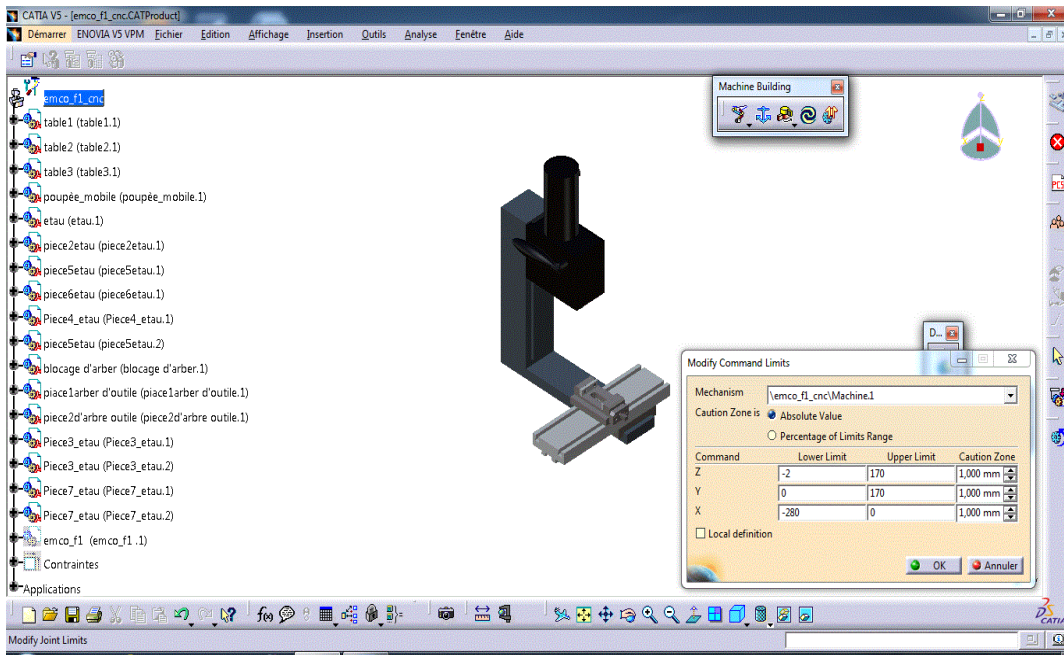 CATIA V5 - [emco_f1_cnc.CATProduct]
Démarrer ENOVIA V5 VPM Fichier Edition Affichage Insertion Outils Analyse Fenêtre Aide
emco_f1_cnc
table1 (table1.1)
table2 (table2.1)
table3 (table3.1)
poupèe_mobile (poupèe_mobile.1)
etau (etau.1)
piece2etau (piece2etau.1)
piece5etau (piece5etau.1)
piece6etau (piece6etau.1)
Piece4_etau (Piece4_etau.1)
piece5etau (piece5etau.2)
blocage d'arber (blocage d'arber.1)
piace1arber d'outile (piace1arber d'outile.1)
piece2d'arbre outile (piece2d'arbre outile.1)
Piece3_etau (Piece3_etau.1)
Piece3_etau (Piece3_etau.2)
Piece7_etau (Piece7_etau.1)
Piece7_etau (Piece7_etau.2)
emco_f1 (emco_f1 .1)
Contraintes
Applications
Machine Building
D...
Modify Command Limits
Mechanism \emco_f1_cnc\Machine.1
Caution Zone is Absolute Value
Percentage of Limits Range
Command Lower Limit Upper Limit Caution Zone
Z -2 170 1,000 mm
Y 0 170 1,000 mm
X -280 0 1,000 mm
Local definition
OK Annuler
PCS
f(x)
DS CATIA
Modify Joint Limits